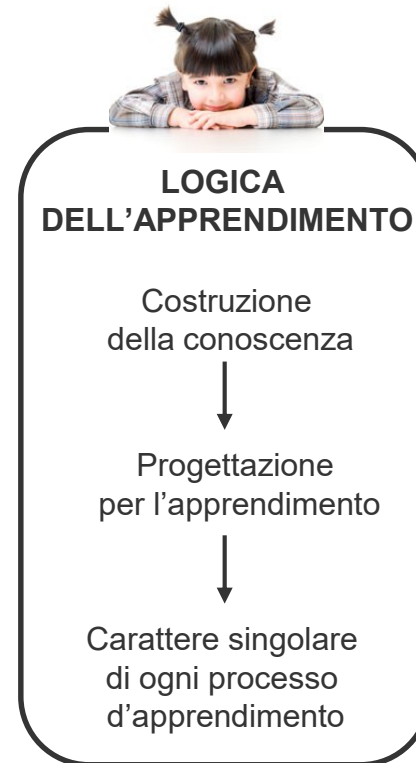 LOGICA
DELL’APPRENDIMENTO
Costruzione
della conoscenza
Progettazione
per l’apprendimento
Carattere singolare
di ogni processo
d’apprendimento